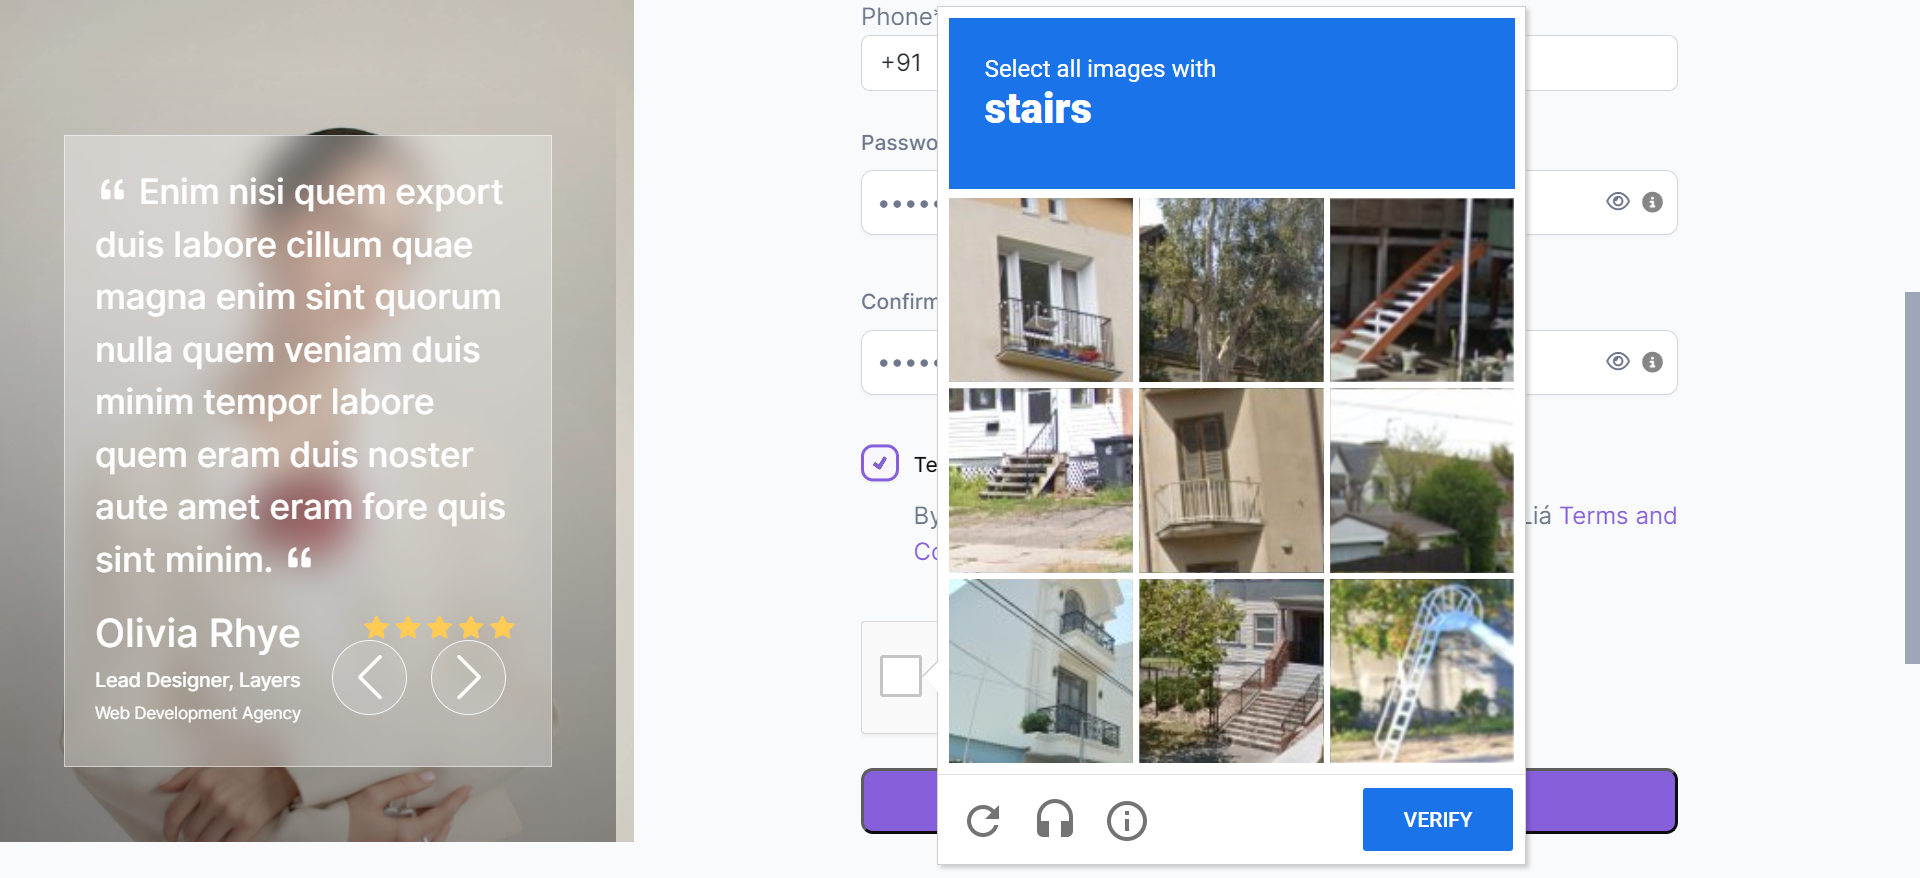 “ Enim nisi quem export
duis labore cillum quae
magna enim sint quorum
nulla quem veniam duis
minim tempor labore
quem eram duis noster
aute amet eram fore quis
sint minim. “
Olivia Rhye
Lead Designer, Layers
Web Development Agency
Phone*
+91
Passwo
Confirm
Te
By
Liá Terms and
Co
Select all images with
stairs
VERIFY